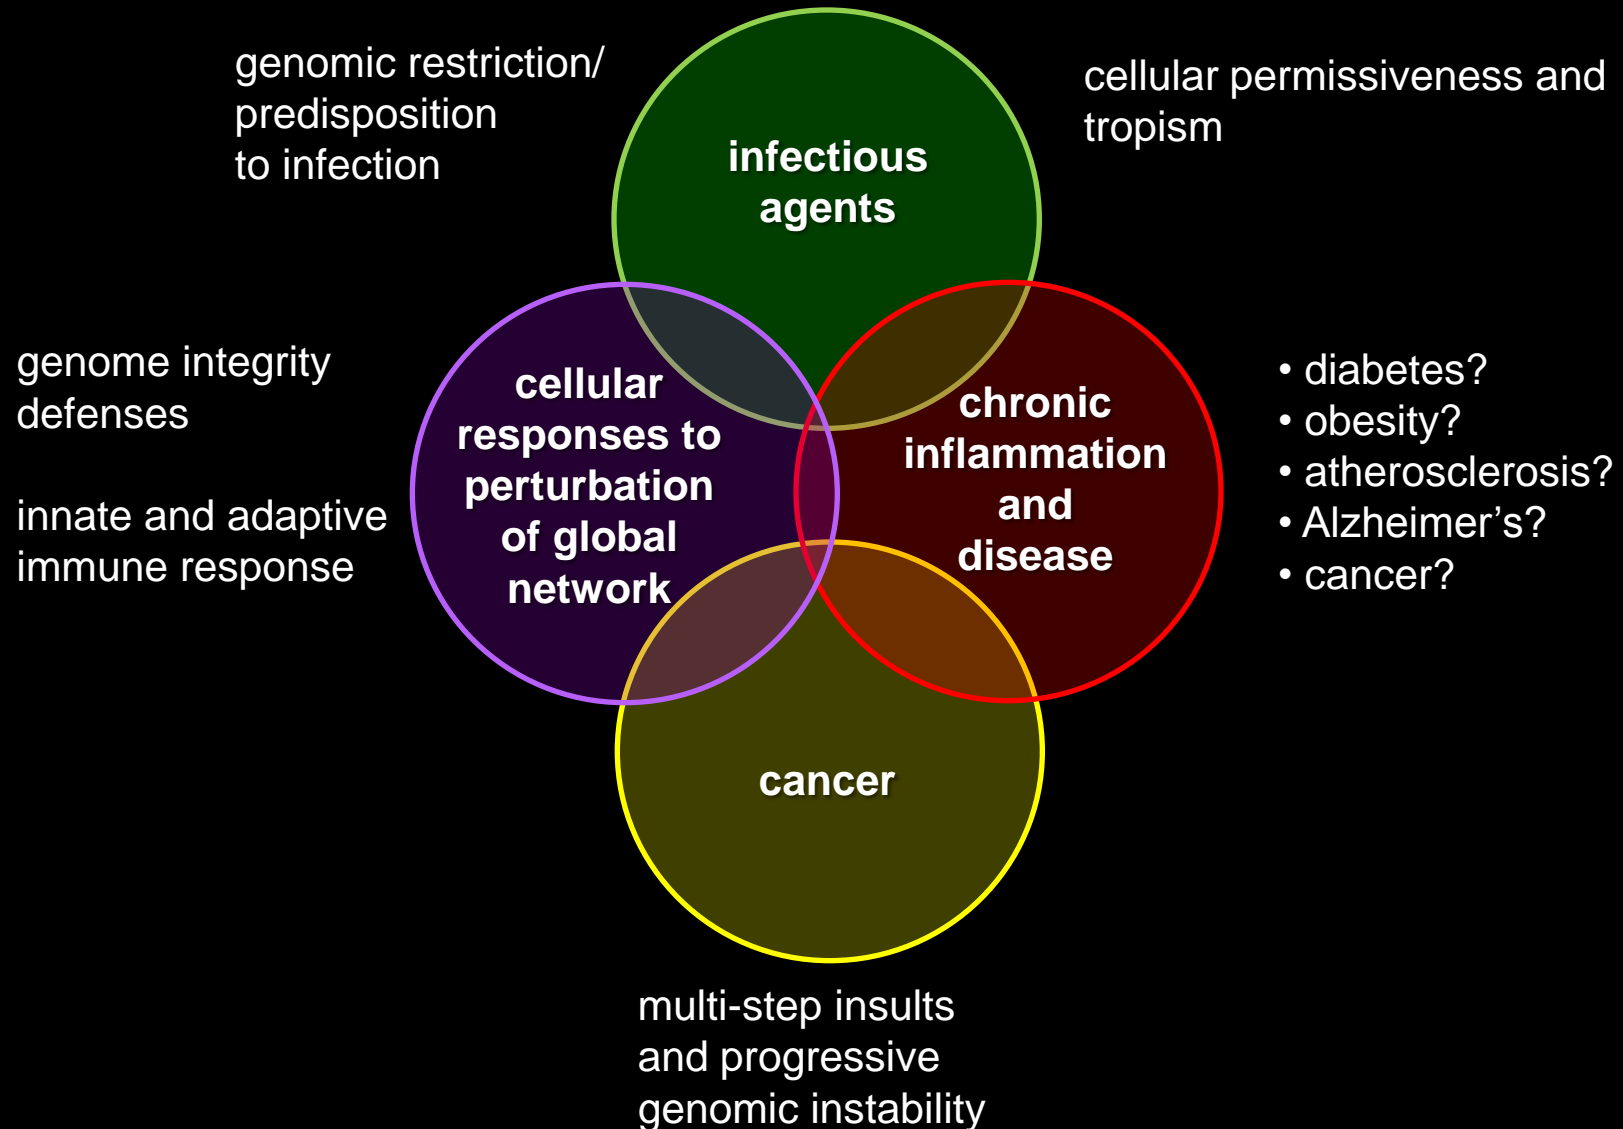 genomic restriction/
predisposition
to infection
cellular permissiveness and
tropism
infectious
agents
genome integrity
defenses
innate and adaptive
immune response
cellular
responses to
perturbation
of global
network
chronic
inflammation
and
disease
• diabetes?
• obesity?
• atherosclerosis?
• Alzheimer’s?
• cancer?
cancer
multi-step insults
and progressive
genomic instability